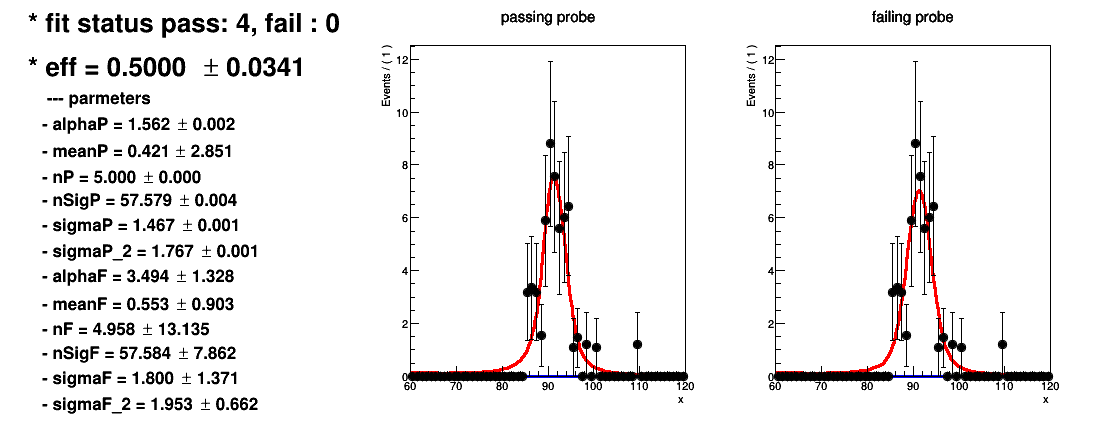 * fit status pass: 4, fail : 0
* eff = 0.5000 ± 0.0341
--- parmeters
- alphaP = 1.562 ± 0.002
- meanP = 0.421 ± 2.851
- nP = 5.000 ± 0.000
- nSigP = 57.579 ± 0.004
- sigmaP = 1.467 ± 0.001
- sigmaP_2 = 1.767 ± 0.001
- alphaF = 3.494 ± 1.328
- meanF = 0.553 ± 0.903
- nF = 4.958 ± 13.135
- nSigF = 57.584 ± 7.862
- sigmaF = 1.800 ± 1.371
- sigmaF_2 = 1.953 ± 0.662
passing probe
Events / ( 1 )
12
10
8
6
4
2
0
60 70 80 90 100 110 120
x
failing probe
Events / ( 1 )
12
10
8
6
4
2
0
60 70 80 90 100 110 120
x